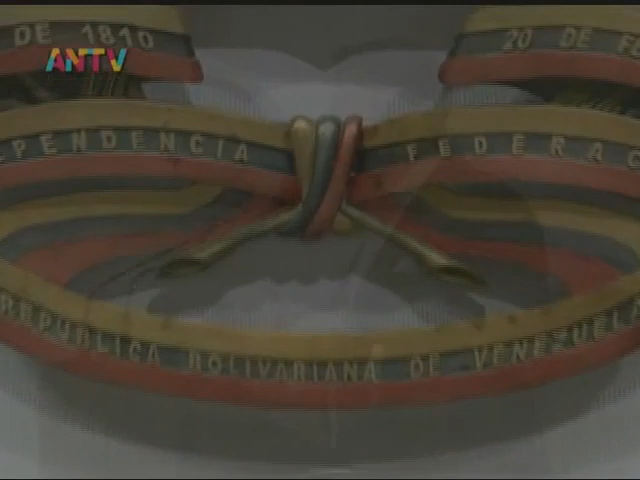 DE 1810
ANTV
20 DE FE
EPENDENCIA
FEDERAC
REPUBLICA BOLIVARIANA DE VENEZUELA